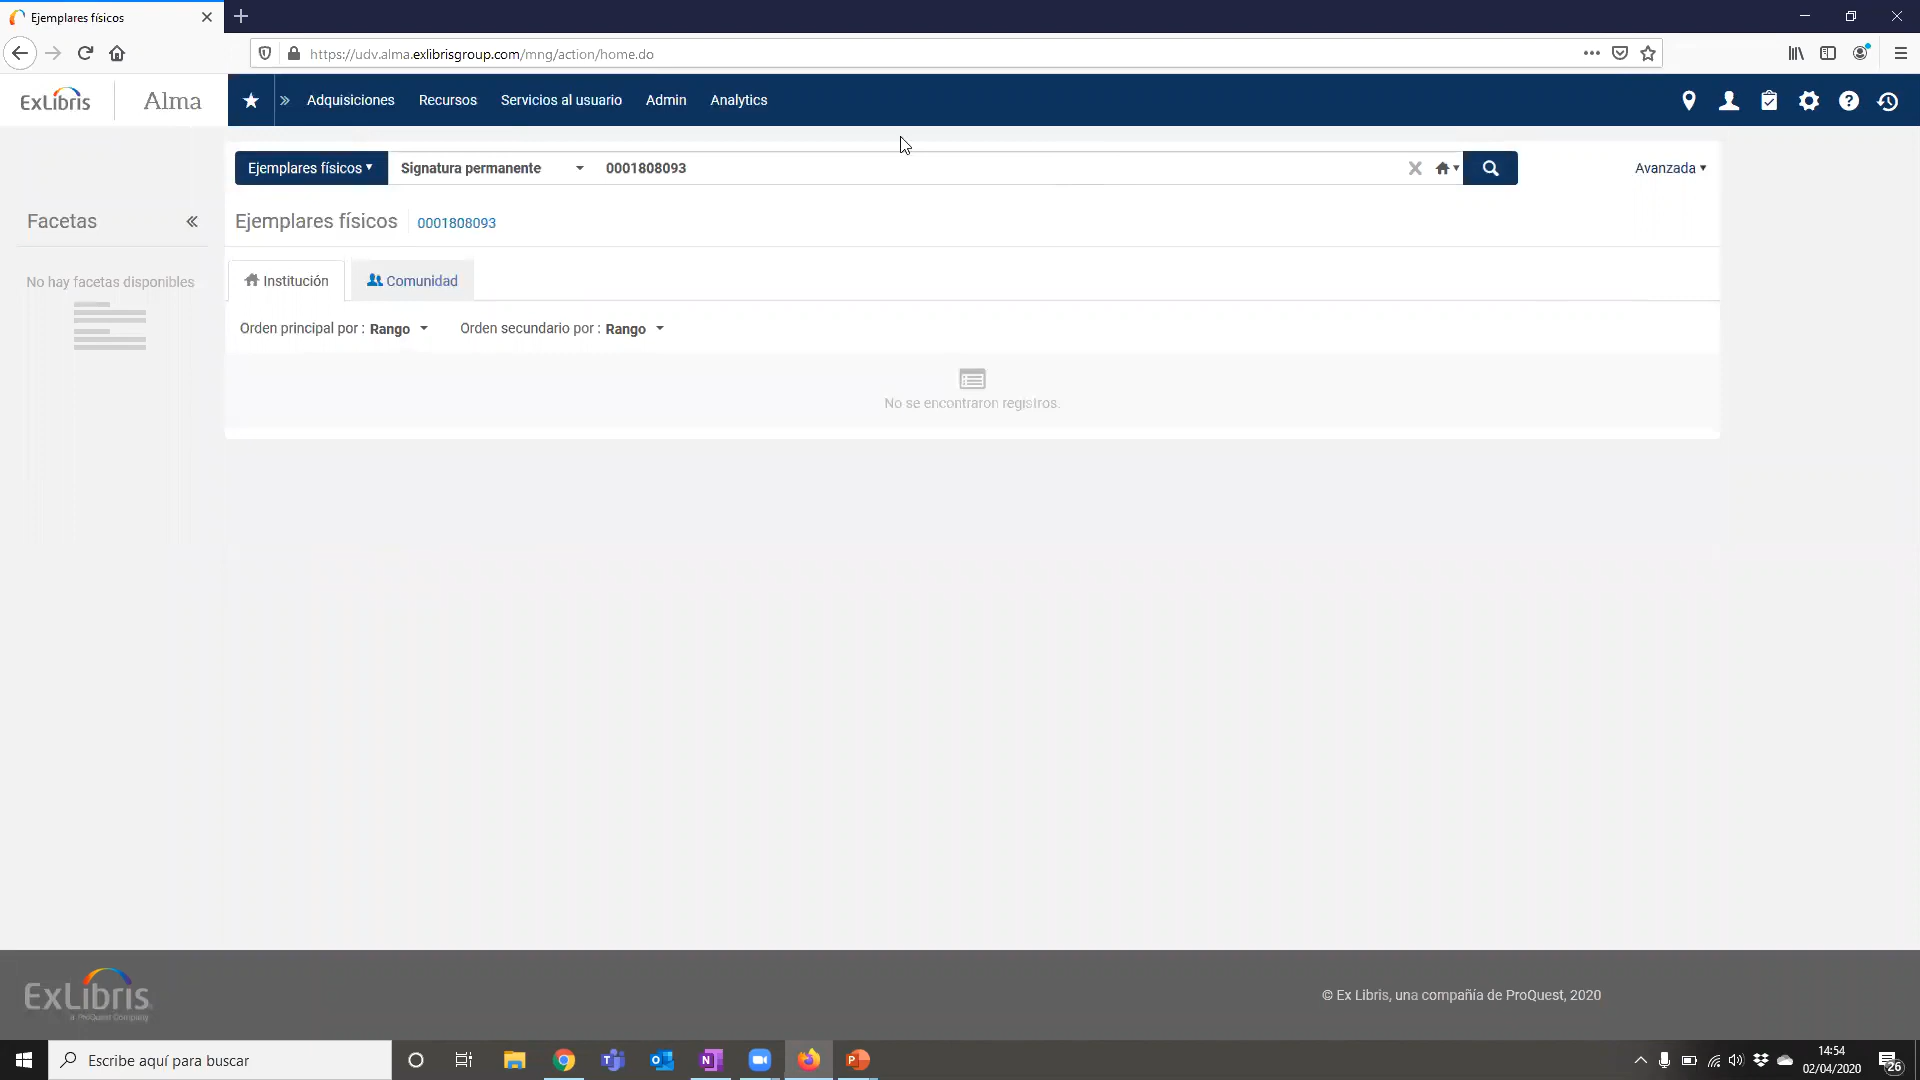 Ejemplares físicos
https://udv.alma.exlibrisgroup.com/mng/action/home.do
ExLibris Alma
Adquisiciones Recursos Servicios al usuario Admin Analytics
Ejemplares físicos Signatura permanente 0001808093 Avanzada
Facetas
Ejemplares físicos 0001808093
No hay facetas disponibles
Institución Comunidad
Orden principal por : Rango Orden secundario por : Rango
No se encontraron registros.
ExLibris
a ProQuest Company
© Ex Libris, una compañía de ProQuest, 2020
Escribe aquí para buscar
14:54
02/04/2020
26